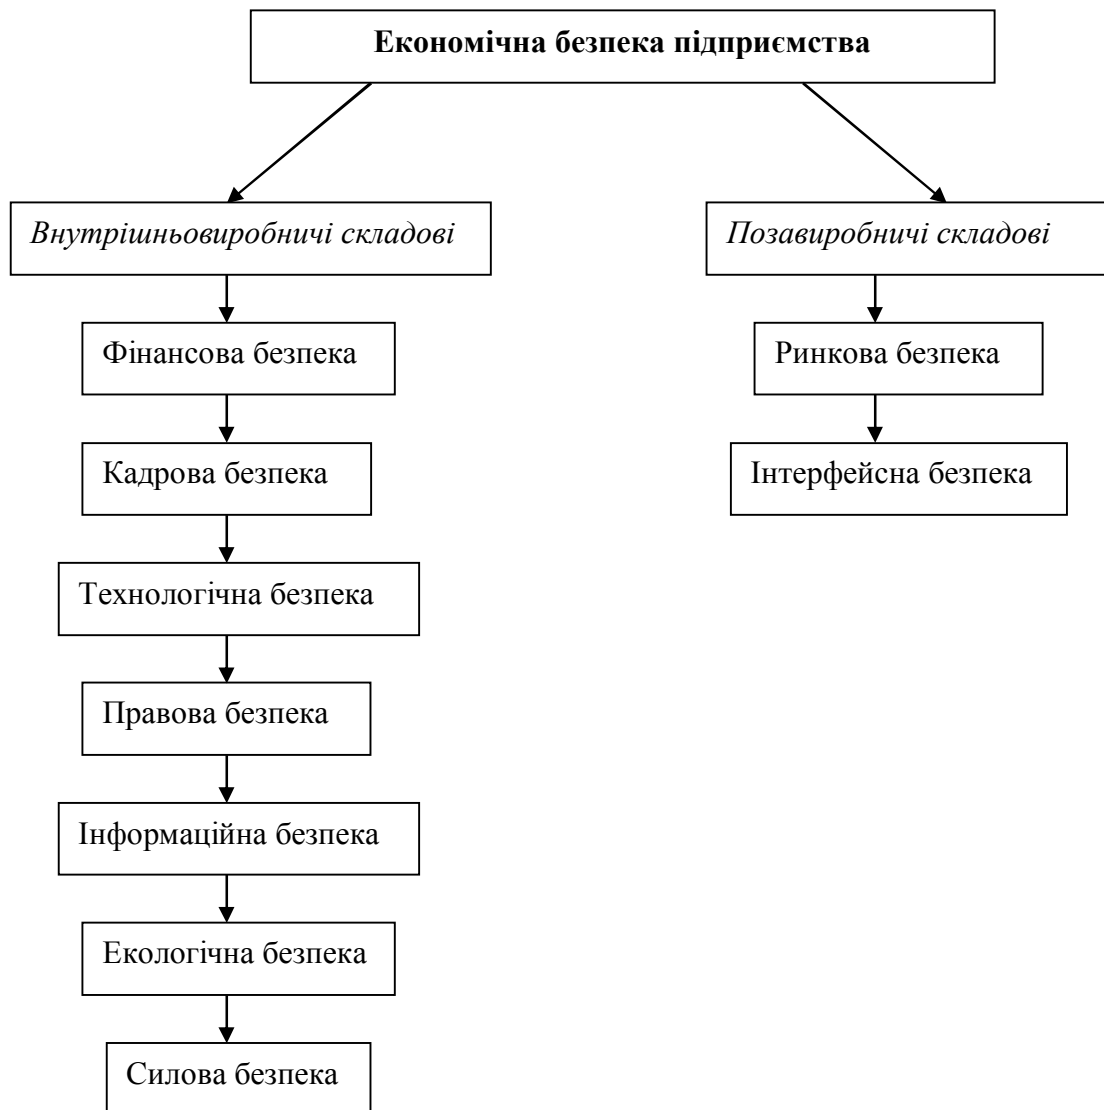 Економічна безпека підприємства
Внутрішньовиробничі складові
Позавиробничі складові
Фінансова безпека
Ринкова безпека
Кадрова безпека
Інтерфейсна безпека
Технологічна безпека
Правова безпека
Інформаційна безпека
Екологічна безпека
Силова безпека